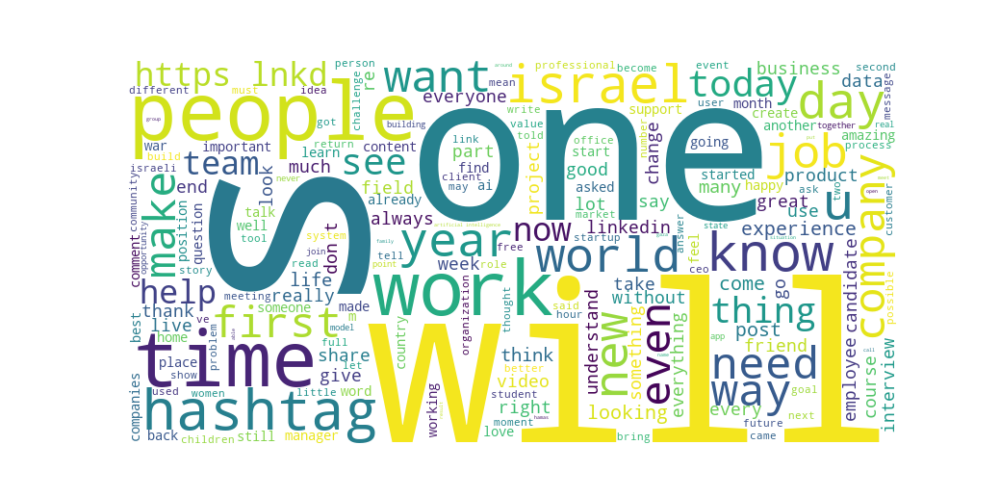 https lnkd
person
want
israel
professional
become
event
business
second
different
must
idea
re
mean
today
data
message
people
challenge
everyone
write
user
month
support
create
day
got
building
value
told
one
another
together
real
group
war
important
return
content
link
office
number
going
amazing
process
israeli
team
learn
see
part
start
change
job
build
much
look
find
project
good
started
product
community
make
end
never
client
ai
asked
many
happy
ask
two
open
position
field
may
lot
say
great
company
customer
opportunity
question
talk
s
always
market
use
u
comment
well
don t
now
linkedin
answer
state
experience
tool
system
artificial intelligence
year
free
startup
feel
know
story
join
family
tell
world
ceo
situation
read
point
week
role
take
come
go
possible
help
life
meeting
really
work
organization
said
without
thing
employee
candidate
thank
someone
made
m
thought
hour
understand
new
something
even
everything
post
best
live
ve
first
model
country
will
app
friend
call
home
problem
full
think
need
interview
time
share
let
better
video
way
course
place
show
give
student
right
looking
goal
companies
used
women
little
word
working
moment
every
next
hashtag
love
human
or
future
back
children
still
manager
bring
came